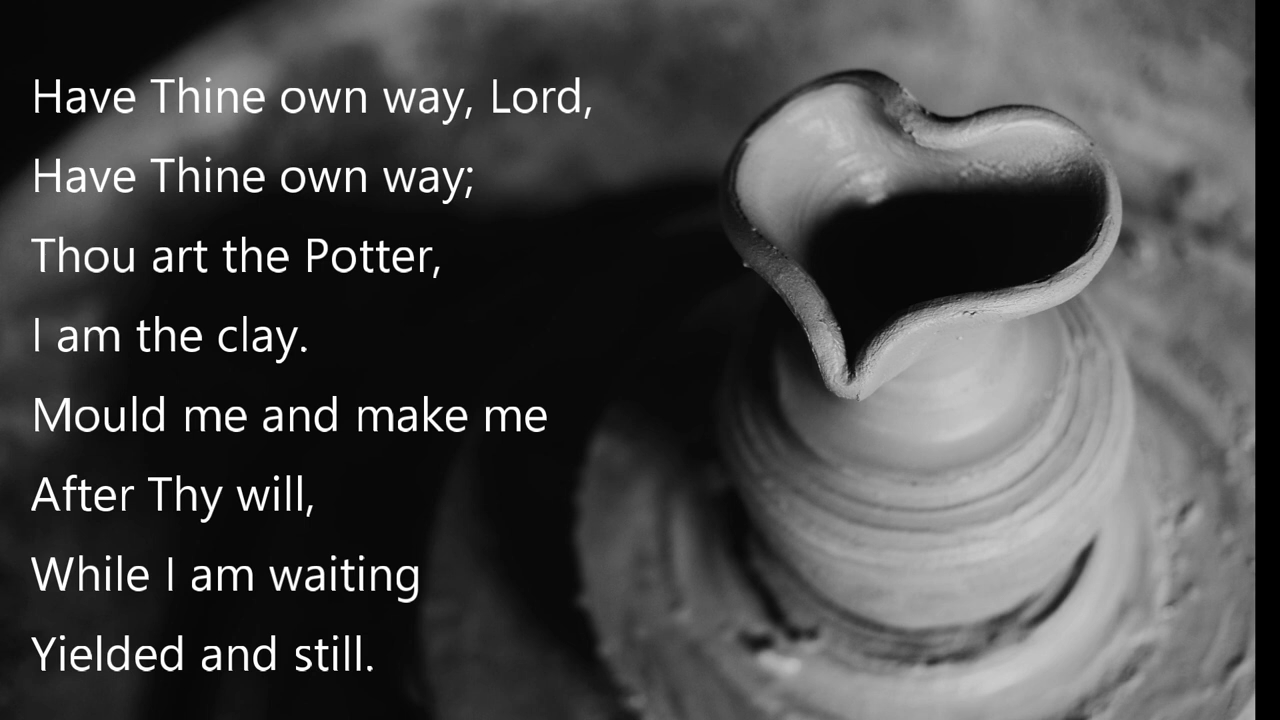 Have Thine own way, Lord,
Have Thine own way;
Thou art the Potter,
I am the clay.
Mould me and make me
After Thy will,
While I am waiting
Yielded and still.